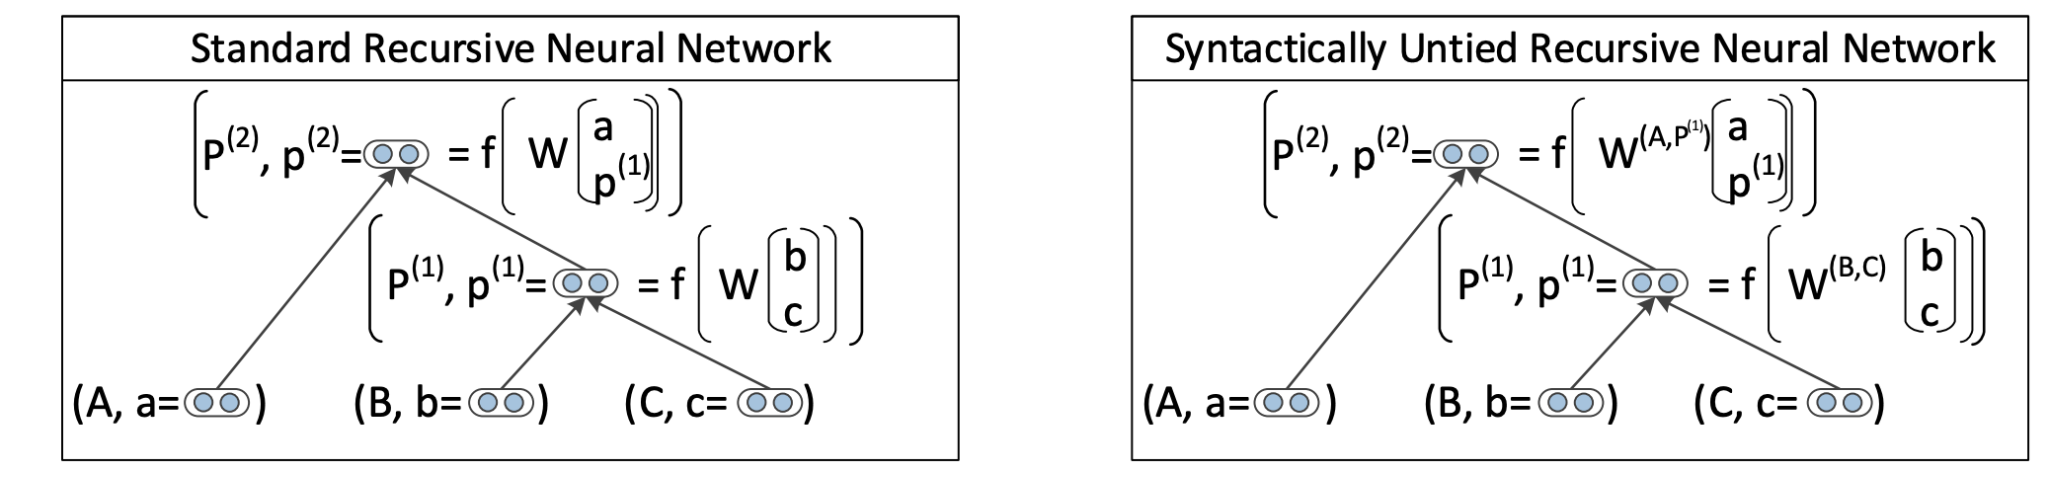 Standard Recursive Neural Network
P(2), p(2)= = f( W [a p(1)])
P(1), p(1)= = f( W [b c])
(A, a= ) (B, b= ) (C, c= )
Syntactically Untied Recursive Neural Network
P(2), p(2)= = f( W(A,P(1)) [a p(1)])
P(1), p(1)= = f( W(B,C) [b c])
(A, a= ) (B, b= ) (C, c= )